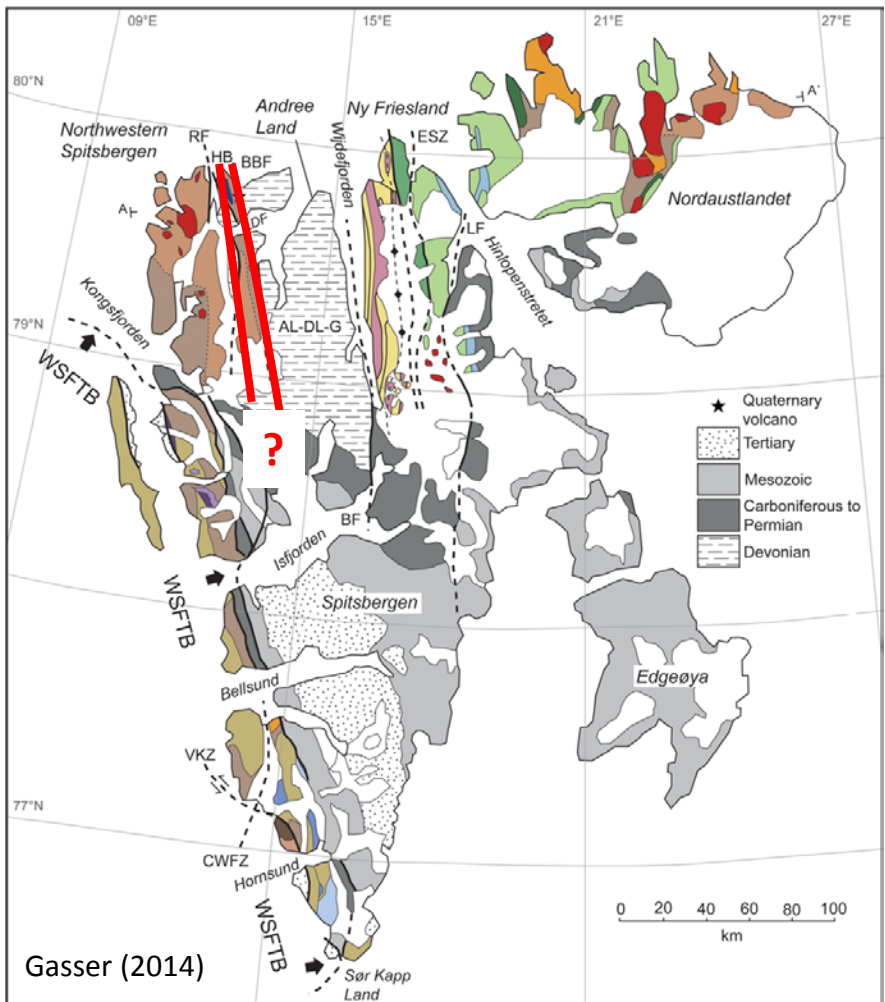 09°E
15°E
21°E
27°E
80°N
Andree
Land
Ny Friesland
A'
Northwestern
Spitsbergen
RF
HB
BBF
ESZ
Wijdefjorden
Nordaustlandet
A
DF
LF
Hinlopenstretet
Kongsfjorden
79°N
AL-DL-G
WSFTB
?
Quaternary
volcano
Tertiary
Mesozoic
Carboniferous to
Permian
Devonian
BF
Isfjorden
WSFTB
Spitsbergen
Edgeøya
Bellsund
VKZ
77°N
CWFZ
Hornsund
WSFTB
0 20 40 60 80 100
km
Gasser (2014)
Sør Kapp
Land